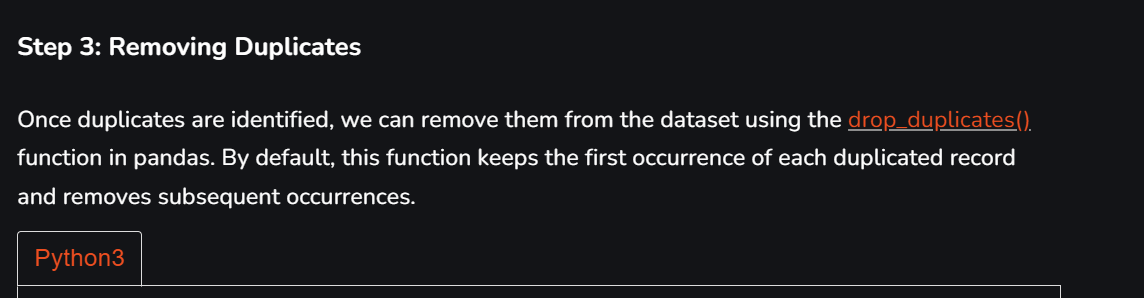 Step 3: Removing Duplicates
Once duplicates are identified, we can remove them from the dataset using the drop_duplicates()
function in pandas. By default, this function keeps the first occurrence of each duplicated record
and removes subsequent occurrences.
Python3